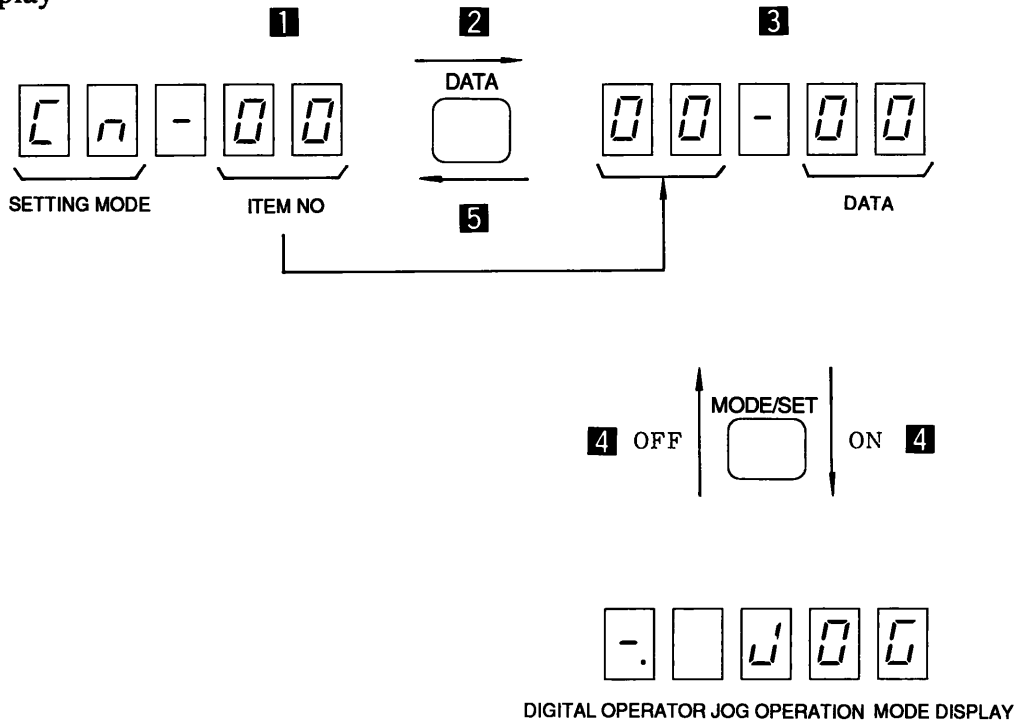 1 2 3
DATA
Cn-00 00-00
SETTING MODE ITEM NO DATA
5
MODE/SET
4 OFF ON 4
-. JOG
DIGITAL OPERATOR JOG OPERATION MODE DISPLAY